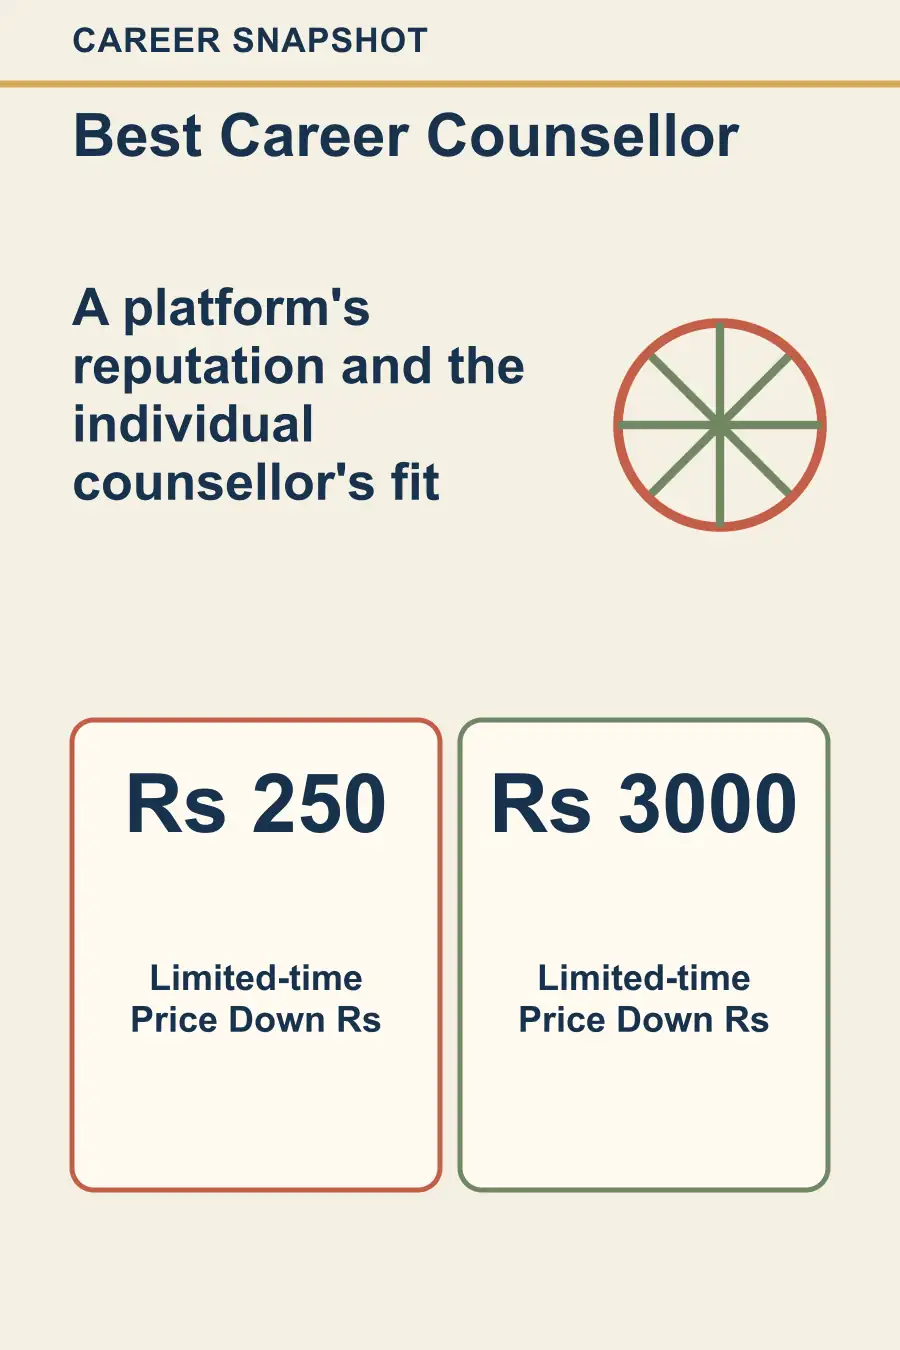 CAREER SNAPSHOT
Best Career Counsellor
A platform's
reputation and the
individual
counsellor's fit
Rs 250
Limited-time
Price Down Rs
Rs 3000
Limited-time
Price Down Rs